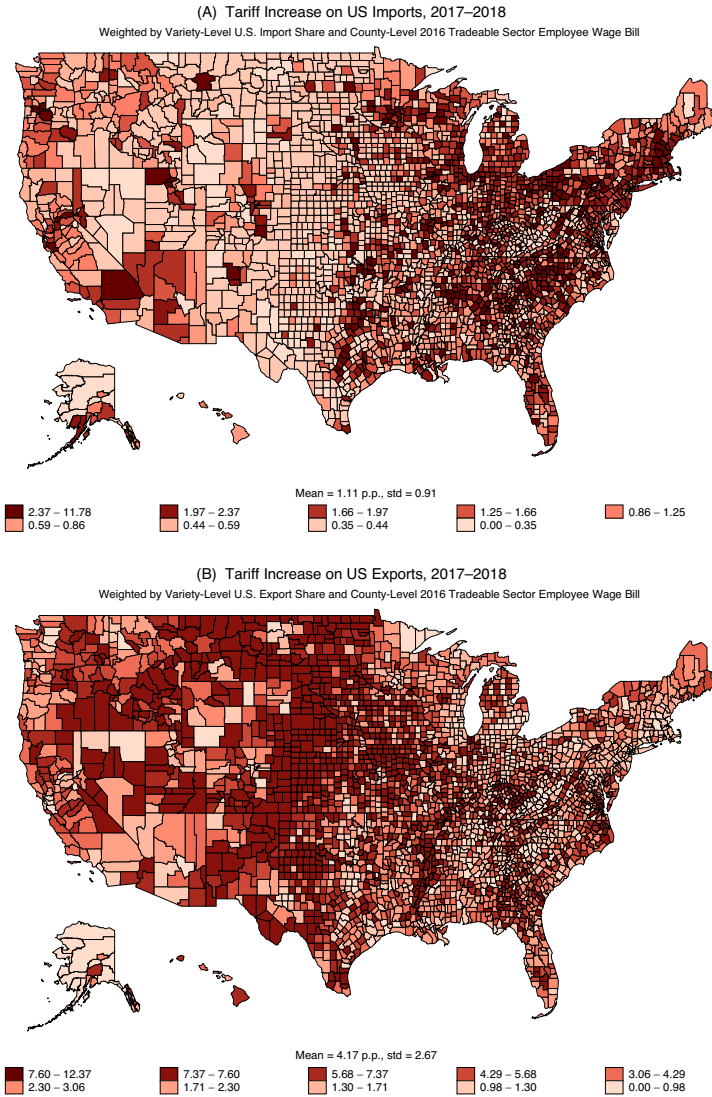 (A) Tariff Increase on US Imports, 2017–2018
Weighted by Variety-Level U.S. Import Share and County-Level 2016 Tradeable Sector Employee Wage Bill
Mean = 1.11 p.p., std = 0.91
2.37 – 11.78 1.97 – 2.37 1.66 – 1.97 1.25 – 1.66 0.86 – 1.25
0.59 – 0.86 0.44 – 0.59 0.35 – 0.44 0.00 – 0.35
(B) Tariff Increase on US Exports, 2017–2018
Weighted by Variety-Level U.S. Export Share and County-Level 2016 Tradeable Sector Employee Wage Bill
Mean = 4.17 p.p., std = 2.67
7.60 – 12.37 7.37 – 7.60 5.68 – 7.37 4.29 – 5.68 3.06 – 4.29
2.30 – 3.06 1.71 – 2.30 1.30 – 1.71 0.98 – 1.30 0.00 – 0.98